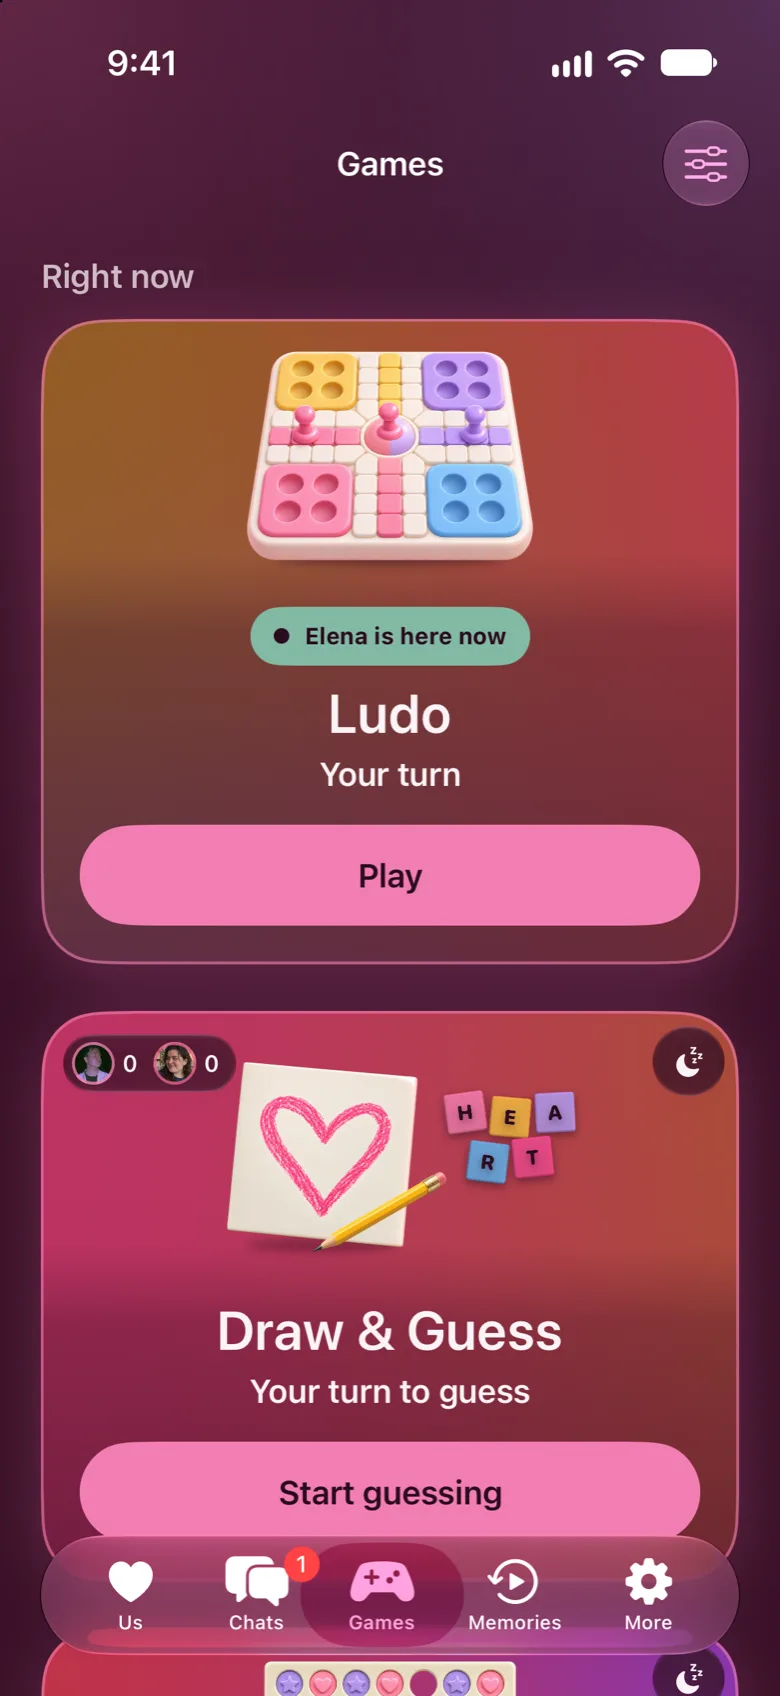 9:41
Games
Right now
Elena is here now
Ludo
Your turn
Play
0 0
z z z
H E A
R T
Draw & Guess
Your turn to guess
Start guessing
1
Us Chats Games Memories More
z z z